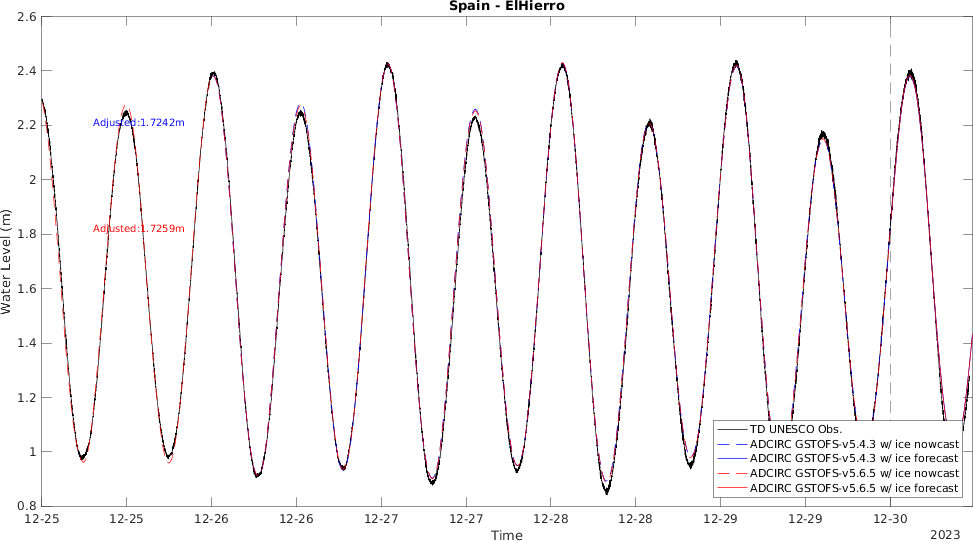 Spain - ElHierro
2.6
2.4
2.2
2
1.8
1.6
1.4
1.2
1
0.8
Water Level (m)
Adjusted:1.7242m
Adjusted:1.7259m
TD UNESCO Obs.
ADCIRC GSTOFS-v5.4.3 w/ ice nowcast
ADCIRC GSTOFS-v5.4.3 w/ ice forecast
ADCIRC GSTOFS-v5.6.5 w/ ice nowcast
ADCIRC GSTOFS-v5.6.5 w/ ice forecast
12-25 12-25 12-26 12-26 12-27 12-27 12-28 12-28 12-29 12-29 12-30
Time
2023